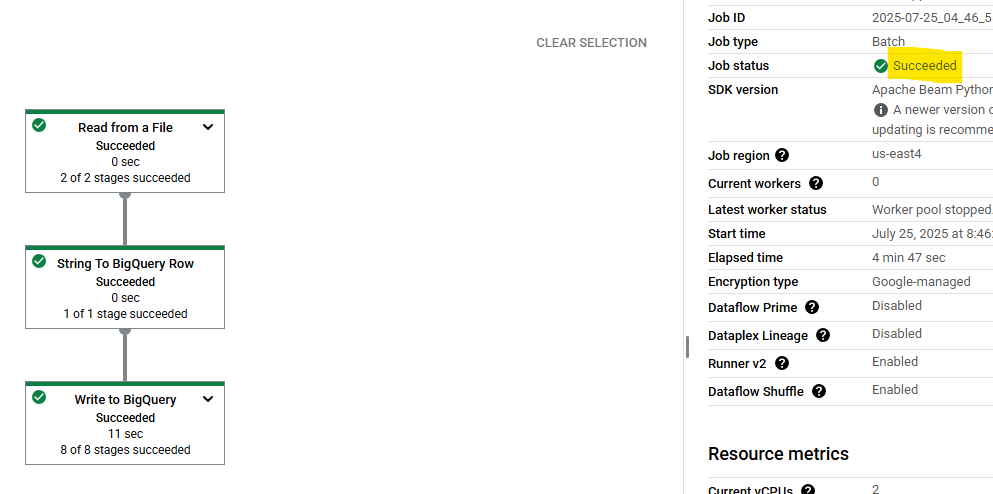 CLEAR SELECTION
Read from a File
Succeeded
0 sec
2 of 2 stages succeeded
String To BigQuery Row
Succeeded
0 sec
1 of 1 stage succeeded
Write to BigQuery
Succeeded
11 sec
8 of 8 stages succeeded
Job ID 2025-07-25_04_46_5
Job type Batch
Job status Succeeded
SDK version Apache Beam Python
A newer version o
updating is recomme
Job region us-east4
Current workers 0
Latest worker status Worker pool stopped.
Start time July 25, 2025 at 8:46:
Elapsed time 4 min 47 sec
Encryption type Google-managed
Dataflow Prime Disabled
Dataplex Lineage Disabled
Runner v2 Enabled
Dataflow Shuffle Enabled
Resource metrics
Current vCPUs 2